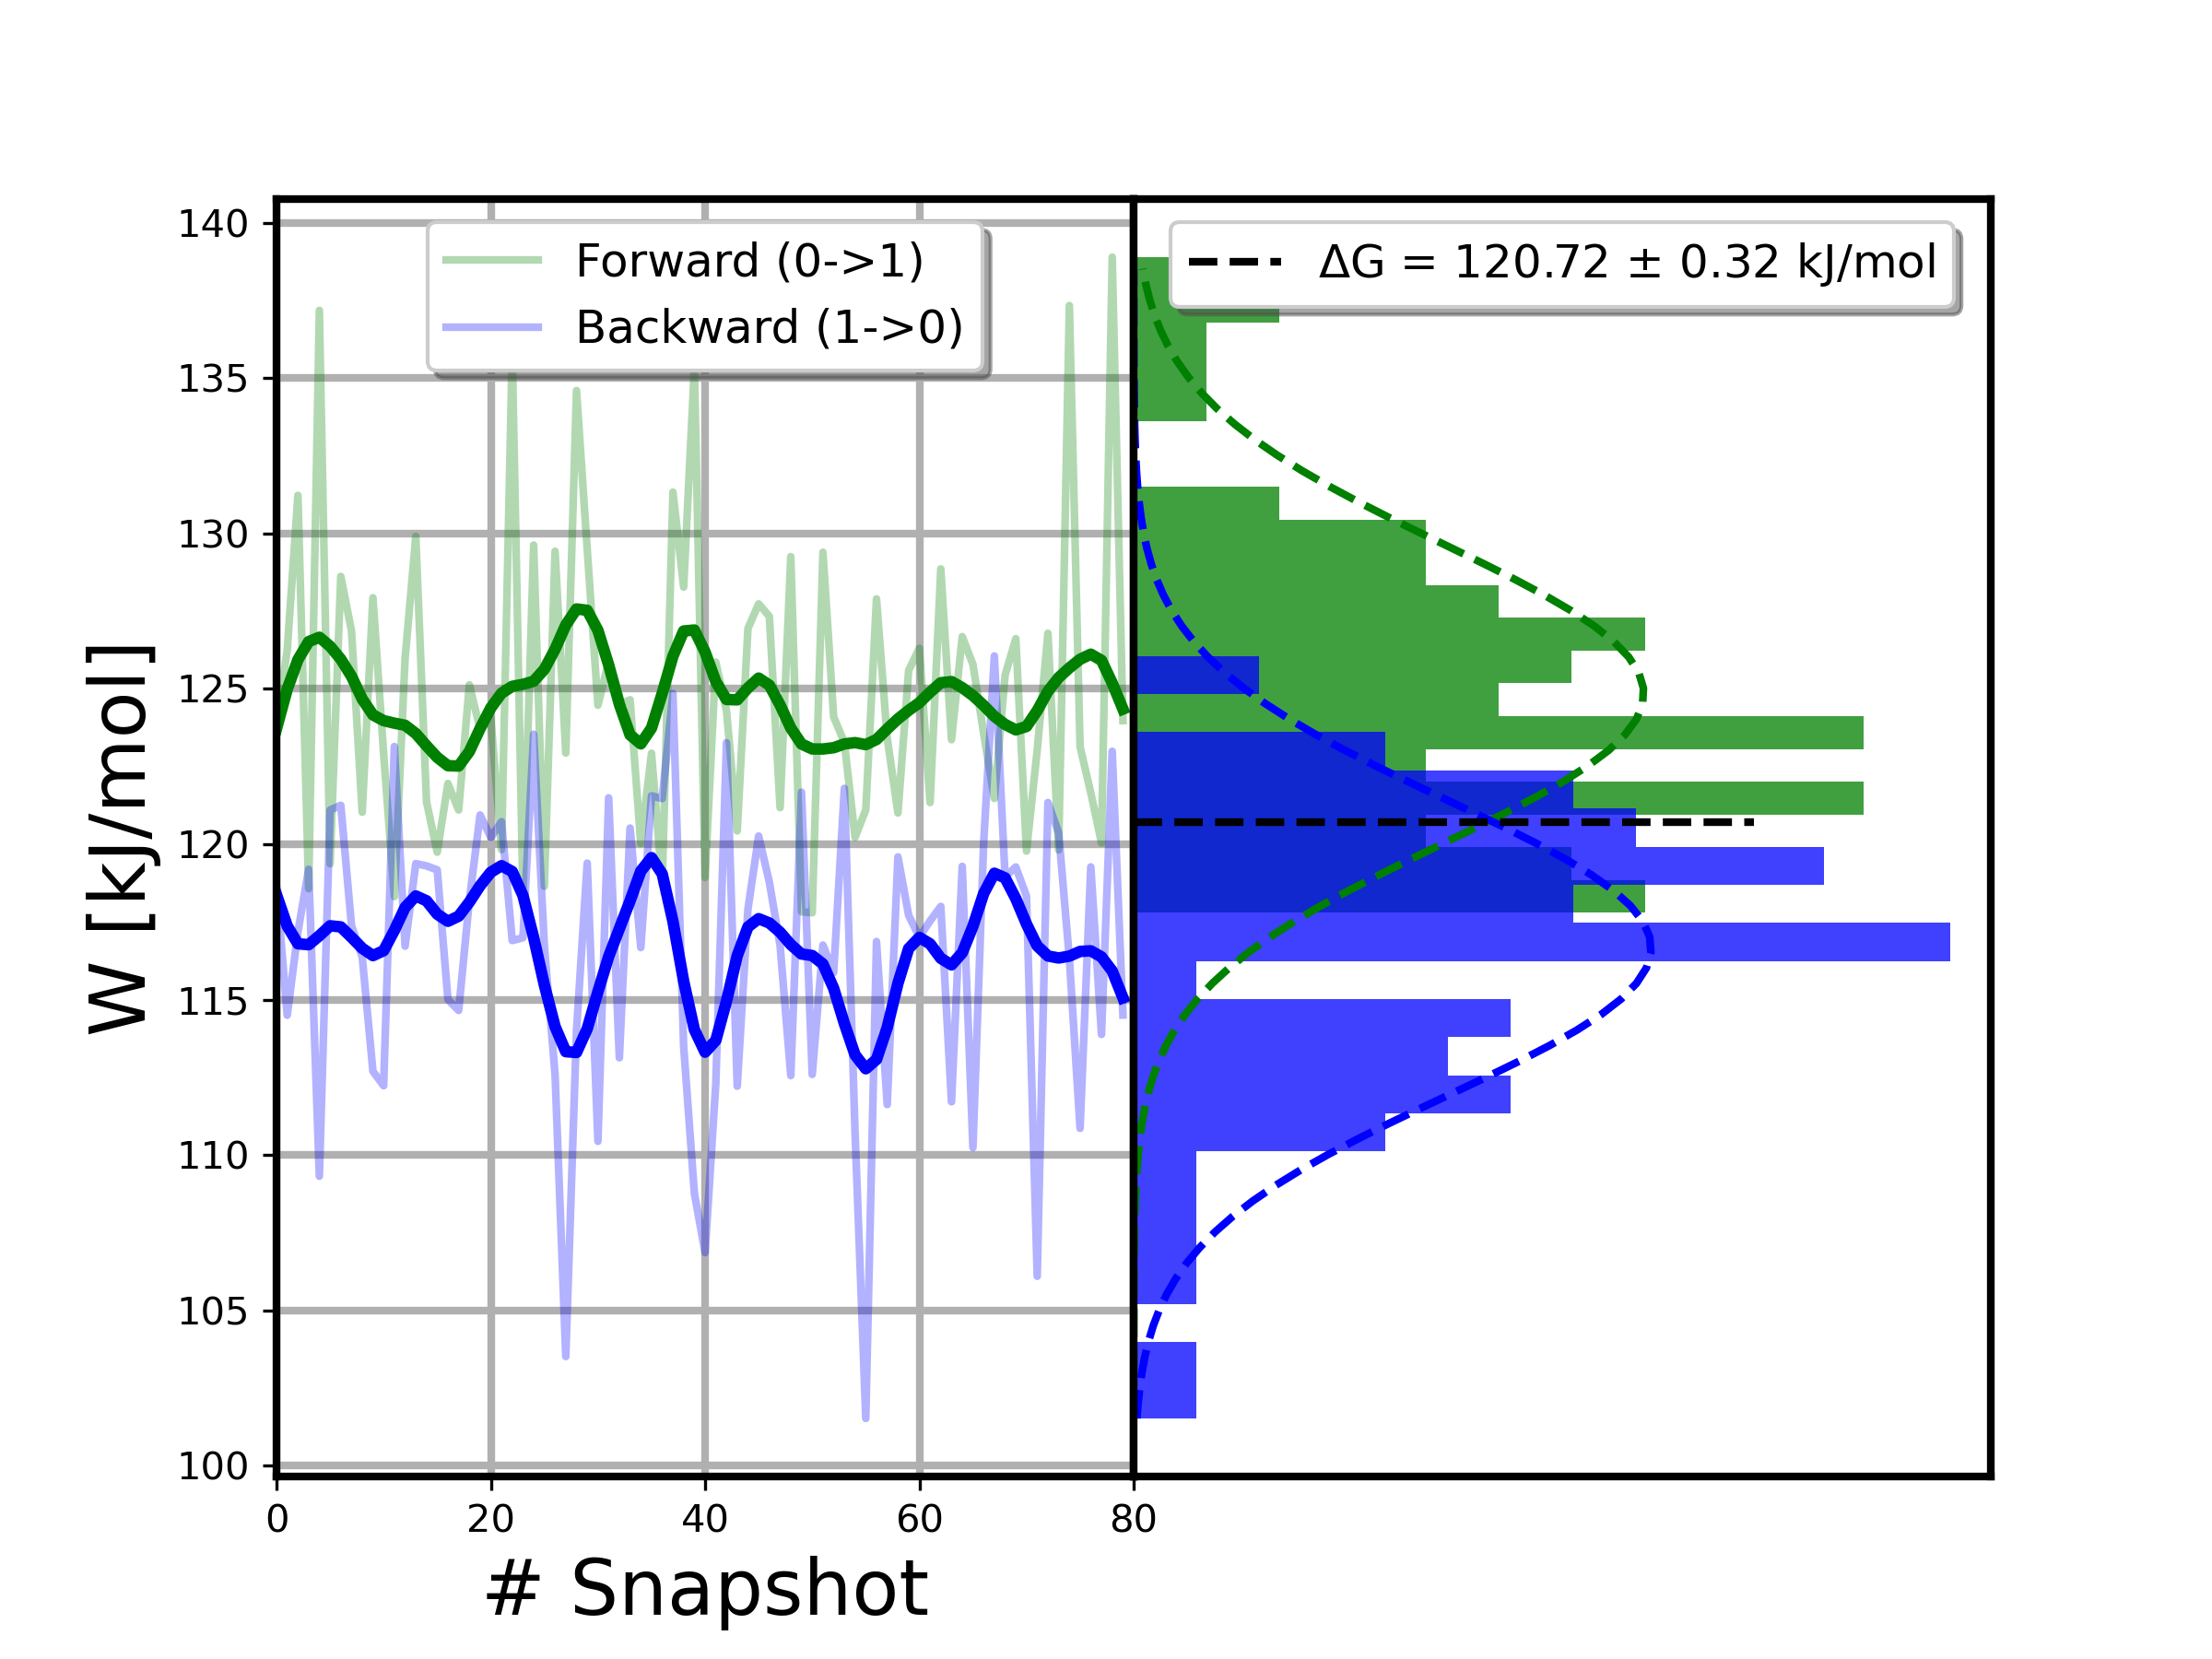 Forward (0->1)
Backward (1->0)
ΔG = 120.72 ± 0.32 kJ/mol
W [kJ/mol]
140
135
130
125
120
115
110
105
100
0 20 40 60 80
# Snapshot